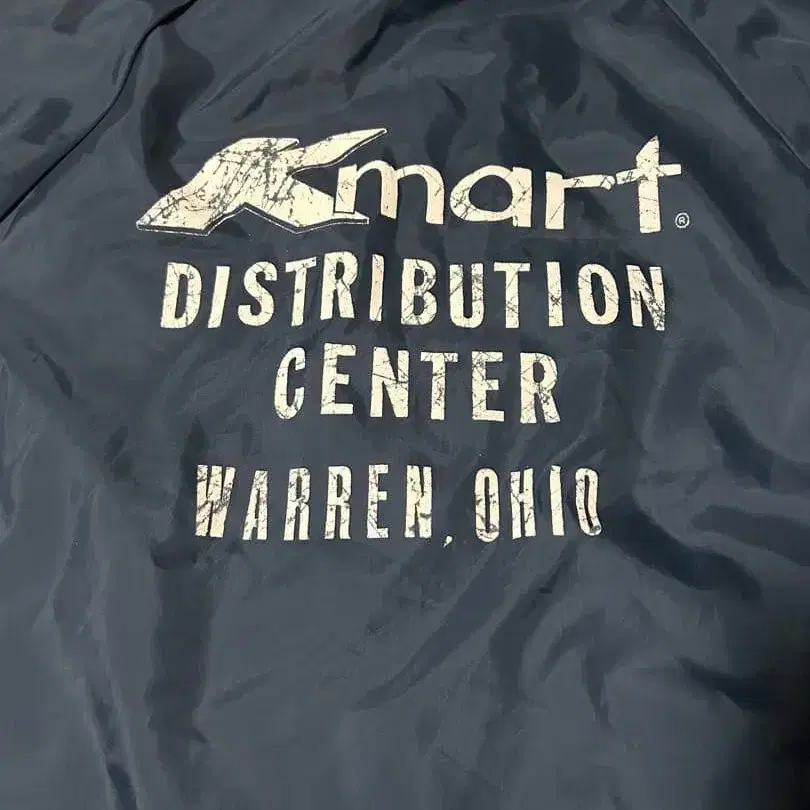 Kmart®
DISTRIBUTION
CENTER
WARREN, OHIO